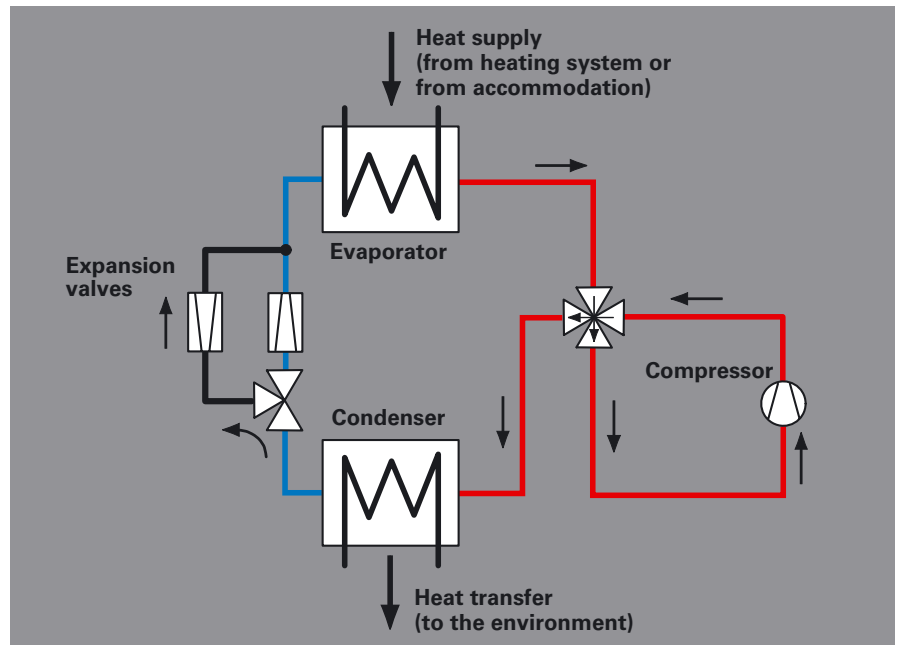 Heat supply
(from heating system or
from accommodation)
Evaporator
Expansion
valves
Compressor
Condenser
Heat transfer
(to the environment)